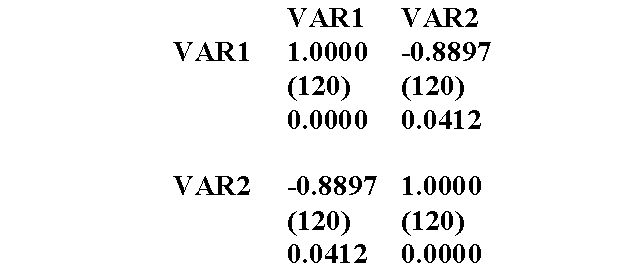 VAR1 VAR2
VAR1 1.0000 -0.8897
(120) (120)
0.0000 0.0412
VAR2 -0.8897 1.0000
(120) (120)
0.0412 0.0000